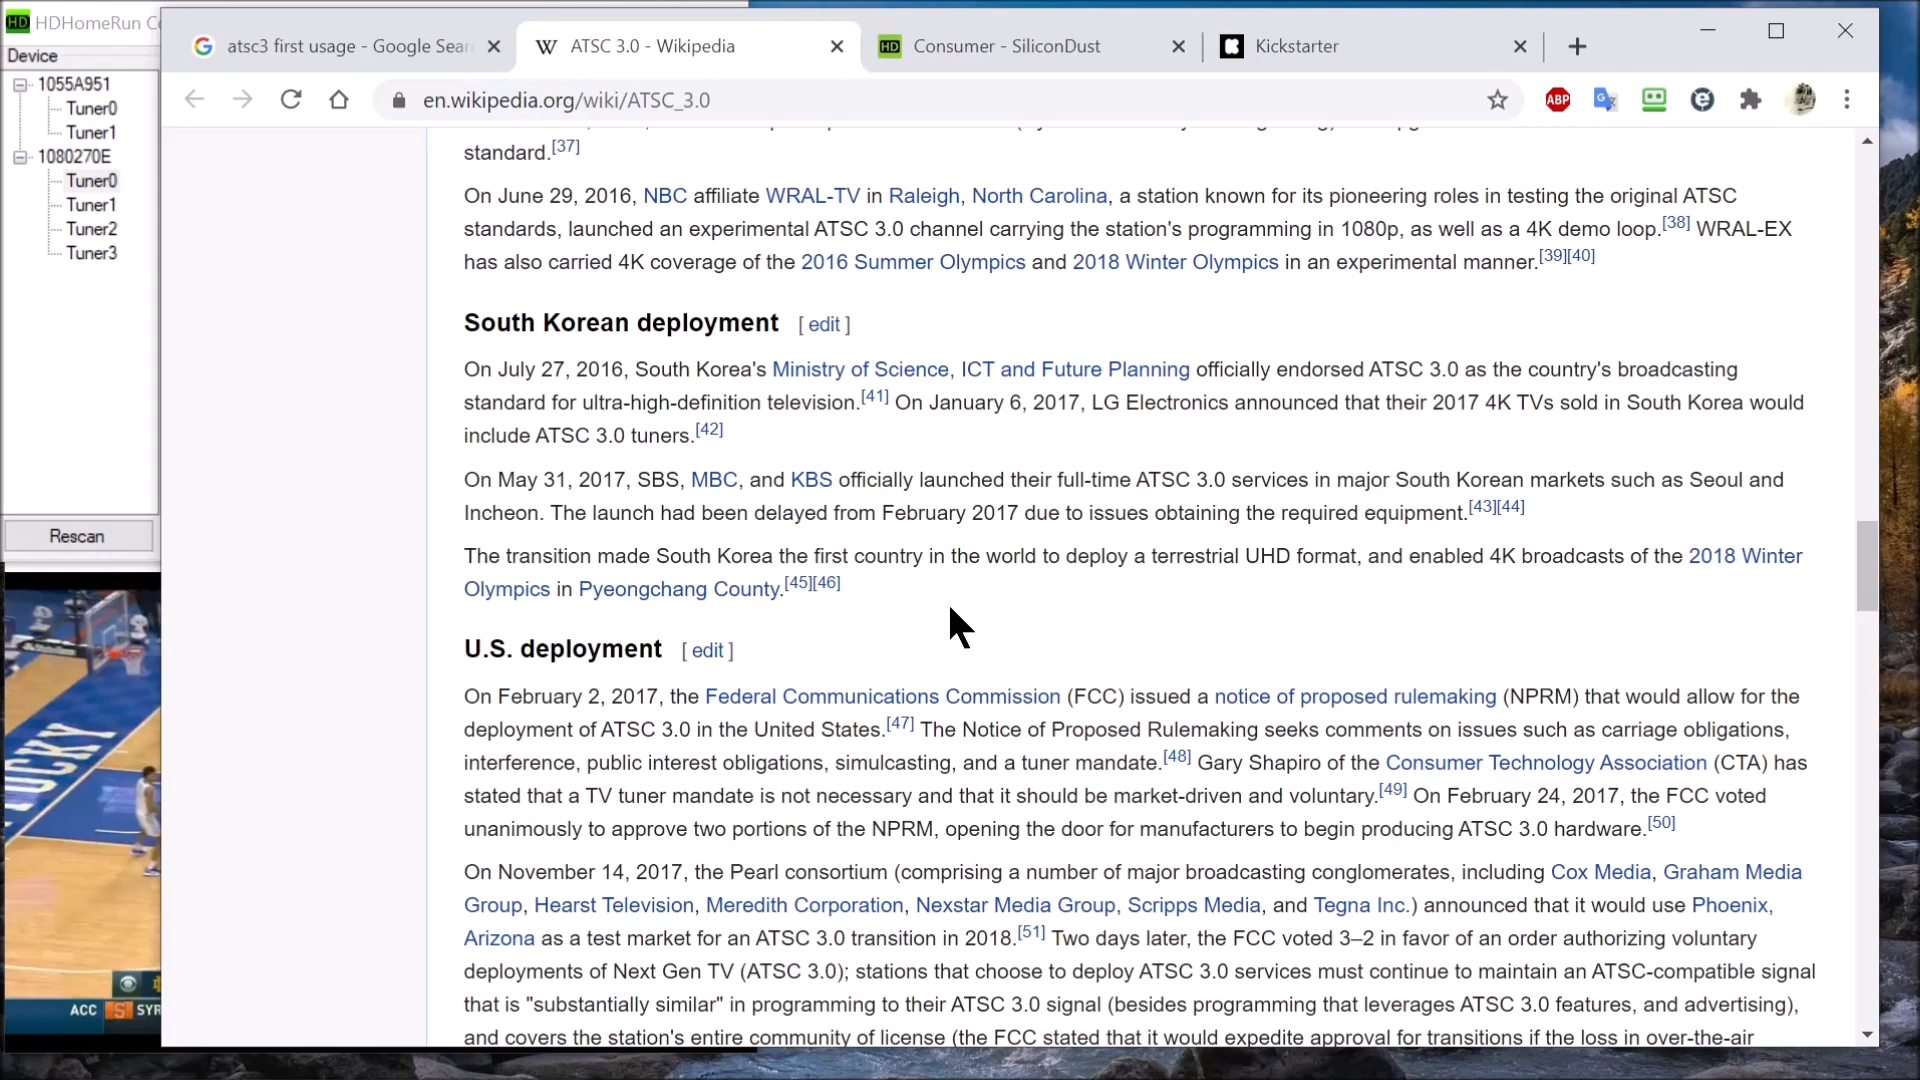 HD HDHomeRun Co
Device
1055A951
Tuner0
Tuner1
1080270E
Tuner0
Tuner1
Tuner2
Tuner3
Rescan
UCKY
ACC S SYR
atsc3 first usage - Google Sear
W ATSC 3.0 - Wikipedia
HD Consumer - SiliconDust
Kickstarter
en.wikipedia.org/wiki/ATSC_3.0
ABP
standard.[37]
On June 29, 2016, NBC affiliate WRAL-TV in Raleigh, North Carolina, a station known for its pioneering roles in testing the original ATSC
standards, launched an experimental ATSC 3.0 channel carrying the station's programming in 1080p, as well as a 4K demo loop.[38] WRAL-EX
has also carried 4K coverage of the 2016 Summer Olympics and 2018 Winter Olympics in an experimental manner.[39][40]
South Korean deployment [ edit ]
On July 27, 2016, South Korea's Ministry of Science, ICT and Future Planning officially endorsed ATSC 3.0 as the country's broadcasting
standard for ultra-high-definition television.[41] On January 6, 2017, LG Electronics announced that their 2017 4K TVs sold in South Korea would
include ATSC 3.0 tuners.[42]
On May 31, 2017, SBS, MBC, and KBS officially launched their full-time ATSC 3.0 services in major South Korean markets such as Seoul and
Incheon. The launch had been delayed from February 2017 due to issues obtaining the required equipment.[43][44]
The transition made South Korea the first country in the world to deploy a terrestrial UHD format, and enabled 4K broadcasts of the 2018 Winter
Olympics in Pyeongchang County.[45][46]
U.S. deployment [ edit ]
On February 2, 2017, the Federal Communications Commission (FCC) issued a notice of proposed rulemaking (NPRM) that would allow for the
deployment of ATSC 3.0 in the United States.[47] The Notice of Proposed Rulemaking seeks comments on issues such as carriage obligations,
interference, public interest obligations, simulcasting, and a tuner mandate.[48] Gary Shapiro of the Consumer Technology Association (CTA) has
stated that a TV tuner mandate is not necessary and that it should be market-driven and voluntary.[49] On February 24, 2017, the FCC voted
unanimously to approve two portions of the NPRM, opening the door for manufacturers to begin producing ATSC 3.0 hardware.[50]
On November 14, 2017, the Pearl consortium (comprising a number of major broadcasting conglomerates, including Cox Media, Graham Media
Group, Hearst Television, Meredith Corporation, Nexstar Media Group, Scripps Media, and Tegna Inc.) announced that it would use Phoenix,
Arizona as a test market for an ATSC 3.0 transition in 2018.[51] Two days later, the FCC voted 3–2 in favor of an order authorizing voluntary
deployments of Next Gen TV (ATSC 3.0); stations that choose to deploy ATSC 3.0 services must continue to maintain an ATSC-compatible signal
that is "substantially similar" in programming to their ATSC 3.0 signal (besides programming that leverages ATSC 3.0 features, and advertising),
and covers the station's entire community of license (the FCC stated that it would expedite approval for transitions if the loss in over-the-air